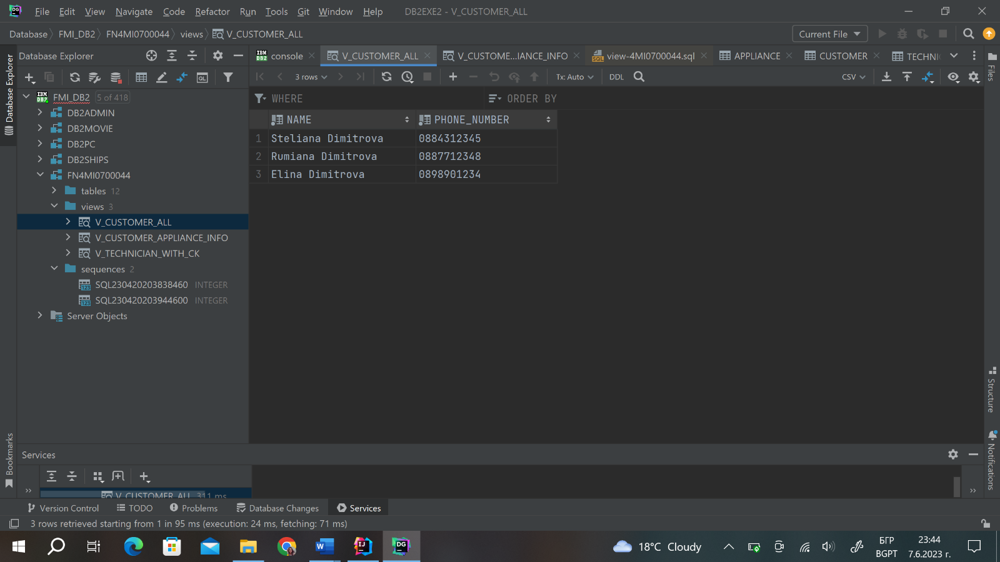 File Edit View Navigate Code Refactor Run Tools Git Window Help DB2EXE2 - V_CUSTOMER_ALL
Database FMI_DB2 FN4MI0700044 views V_CUSTOMER_ALL Current File
Database Explorer
console V_CUSTOMER_ALL V_CUSTOME...IANCE_INFO view-4MI0700044.sql APPLIANCE CUSTOMER TECHNI
3 rows Tx: Auto DDL CSV
WHERE ORDER BY
NAME PHONE_NUMBER
1 Steliana Dimitrova 0884312345
2 Rumiana Dimitrova 0887712348
3 Elina Dimitrova 0898901234
FMI_DB2 5 of 418
DB2ADMIN
DB2MOVIE
DB2PC
DB2SHIPS
FN4MI0700044
tables 12
views 3
V_CUSTOMER_ALL
V_CUSTOMER_APPLIANCE_INFO
V_TECHNICIAN_WITH_CK
sequences 2
SQL230420203838460 INTEGER
SQL230420203944600 INTEGER
Server Objects
Database Explorer
Bookmarks
Files
Structure
Notifications
Services
V_CUSTOMER_ALL 311 ms
Version Control TODO Problems Database Changes Services
3 rows retrieved starting from 1 in 95 ms (execution: 24 ms, fetching: 71 ms)
18°C Cloudy
БГР
BGPT
23:44
7.6.2023 г.